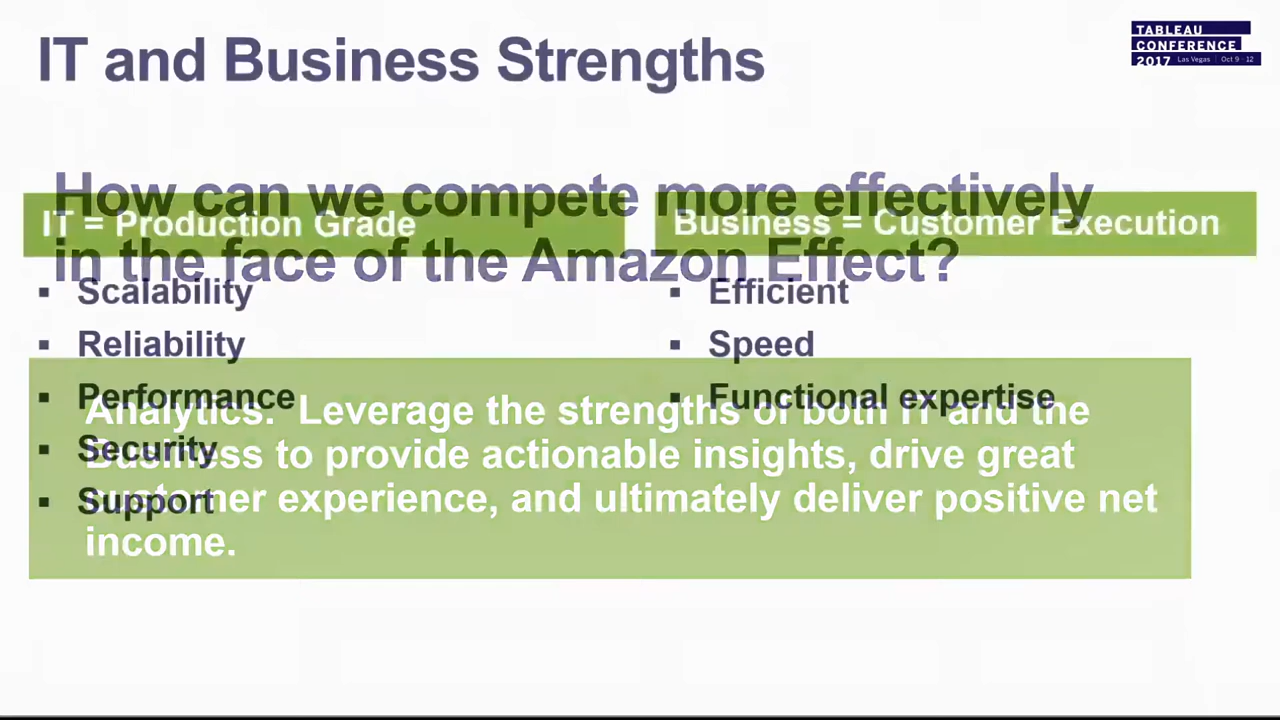 IT and Business Strengths
TABLEAU
CONFERENCE
2017 Las Vegas | Oct 9 - 12
How can we compete more effectively
in the face of the Amazon Effect?
IT = Production Grade
Scalability
Reliability
Performance
Security
Support
Business = Customer Execution
Efficient
Speed
Functional expertise
Analytics. Leverage the strengths of both IT and the
Business to provide actionable insights, drive great
customer experience, and ultimately deliver positive net
income.